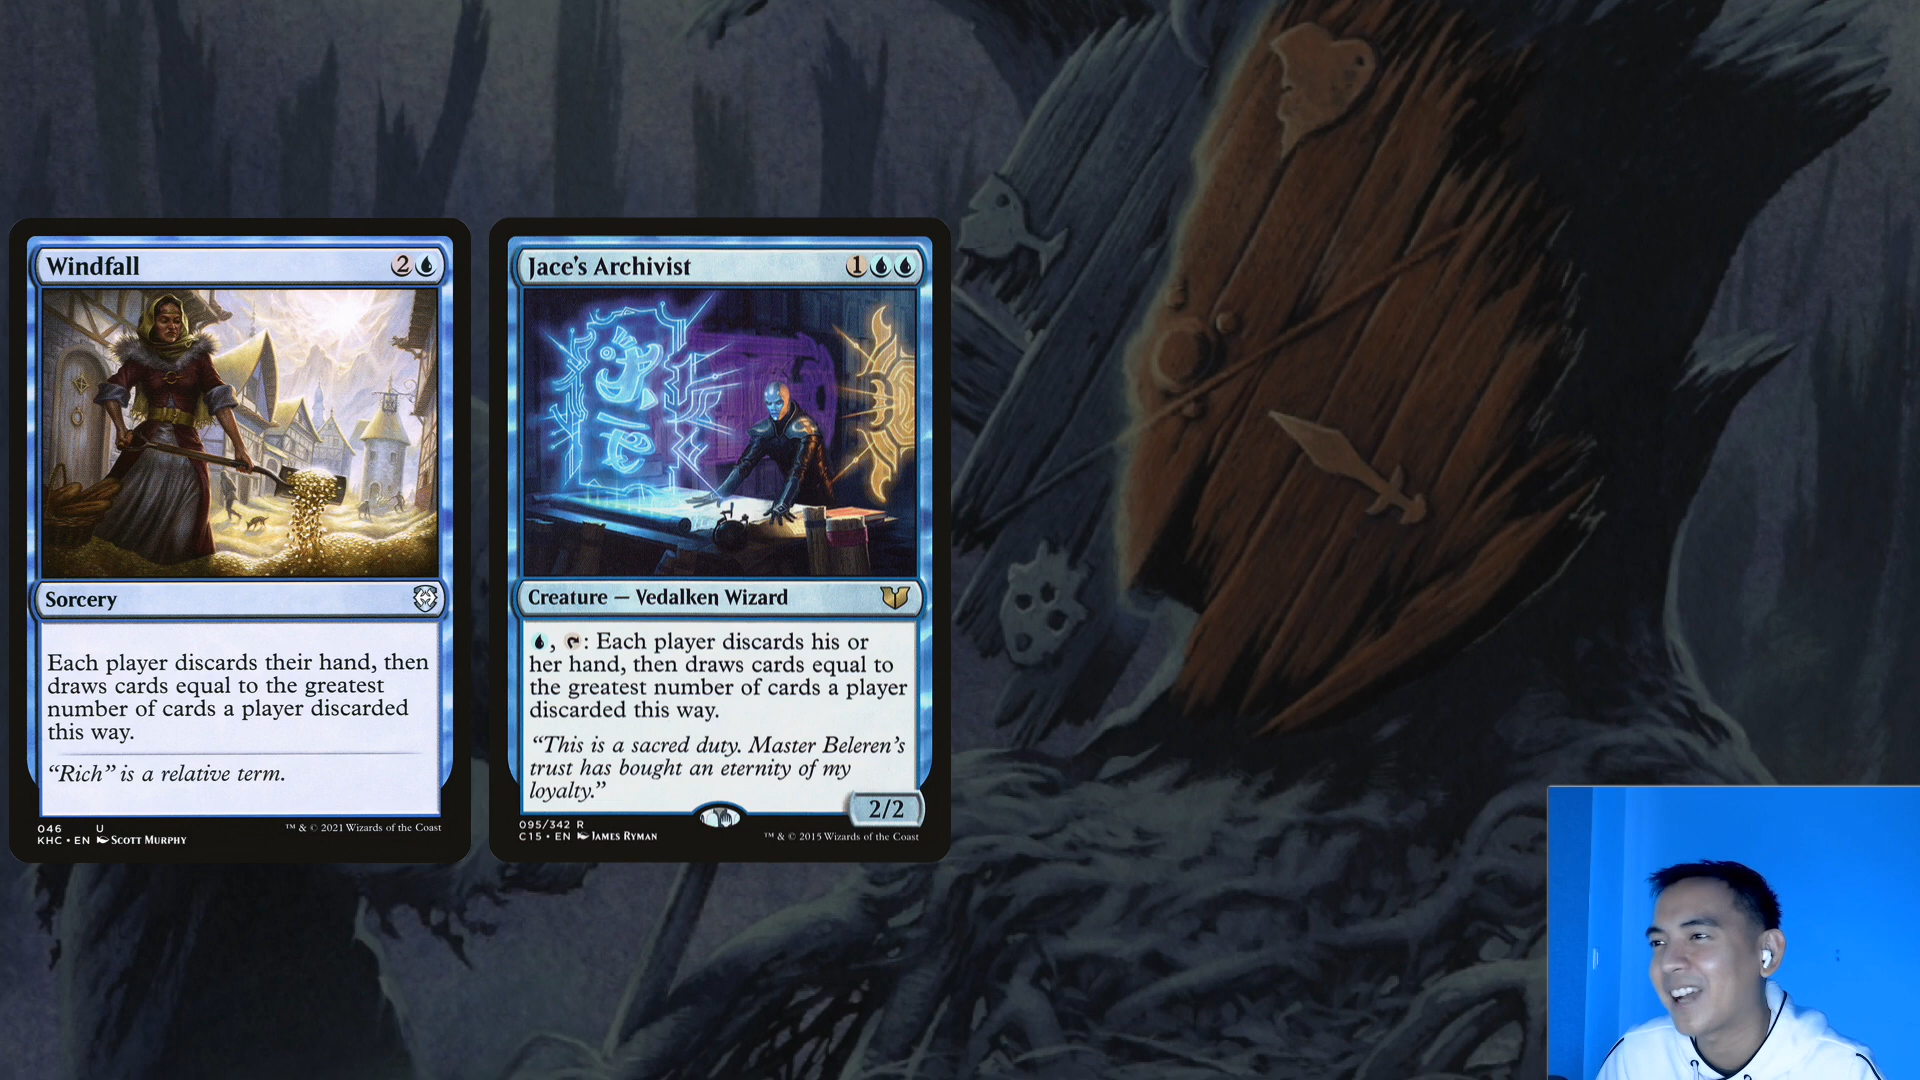 Windfall
2
Sorcery
Each player discards their hand, then
draws cards equal to the greatest
number of cards a player discarded
this way.
“Rich” is a relative term.
046 U
KHC • EN SCOTT MURPHY
™ & © 2021 Wizards of the Coast
Jace’s Archivist
1
Creature — Vedalken Wizard
, : Each player discards his or
her hand, then draws cards equal to
the greatest number of cards a player
discarded this way.
“This is a sacred duty. Master Beleren’s
trust has bought an eternity of my
loyalty.”
2/2
095/342 R
C15 • EN JAMES RYMAN
™ & © 2015 Wizards of the Coast